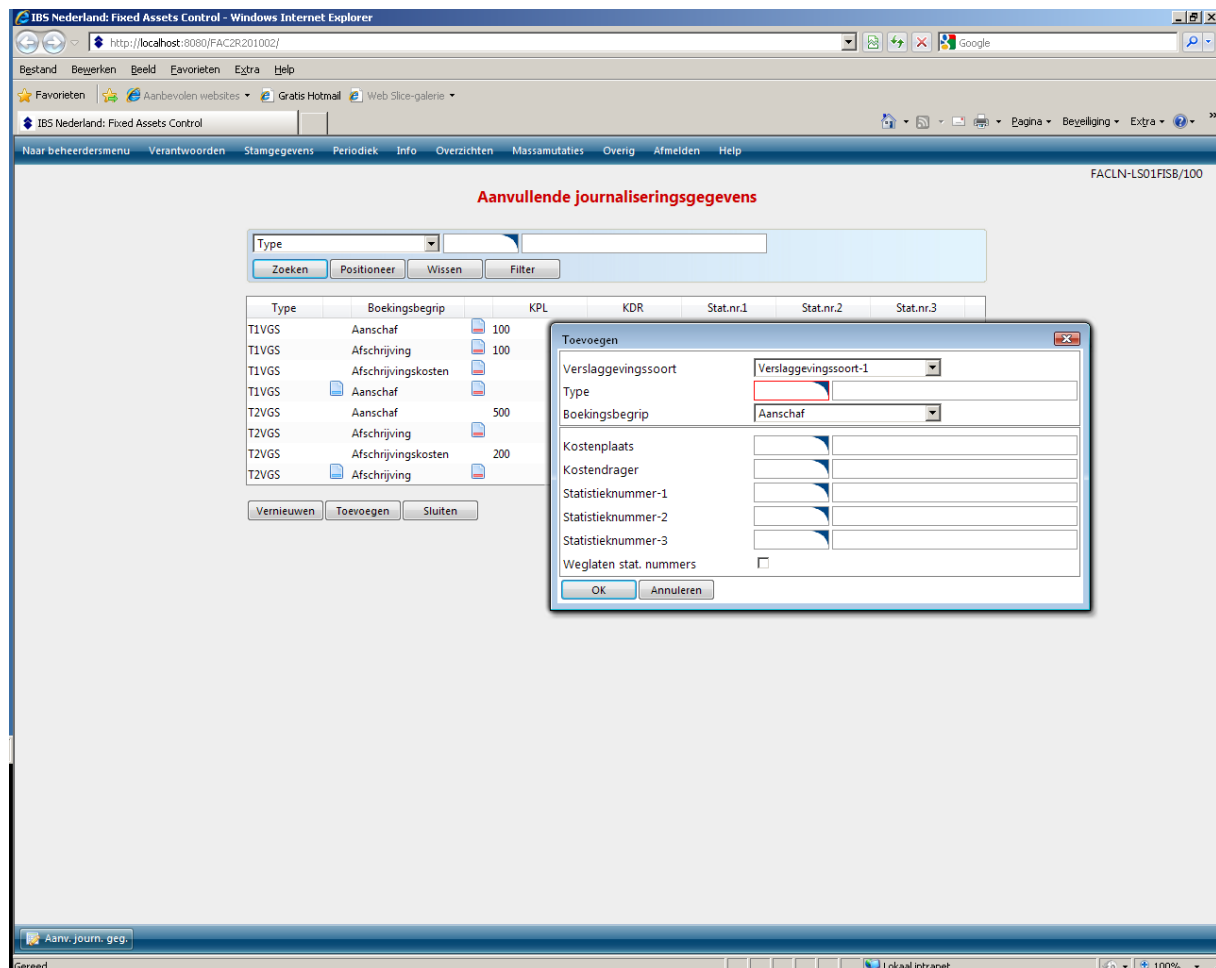 IBS Nederland: Fixed Assets Control - Windows Internet Explorer
http://localhost:8080/FAC2R201002/
Google
Bestand Bewerken Beeld Favorieten Extra Help
Favorieten Aanbevolen websites Gratis Hotmail Web Slice-galerie
IBS Nederland: Fixed Assets Control Pagina Beveiliging Extra »
Naar beheerdersmenu Verantwoorden Stamgegevens Periodiek Info Overzichten Massamutaties Overig Afmelden Help
FACLN-LS01FISB/100
Aanvullende journaliseringsgegevens
Type
Zoeken Positioneer Wissen Filter
Type Boekingsbegrip KPL KDR Stat.nr.1 Stat.nr.2 Stat.nr.3
T1VGS Aanschaf 100
T1VGS Afschrijving 100
T1VGS Afschrijvingskosten
T1VGS Aanschaf
T2VGS Aanschaf 500
T2VGS Afschrijving
T2VGS Afschrijvingskosten 200
T2VGS Afschrijving
Vernieuwen Toevoegen Sluiten
Toevoegen
Verslaggevingssoort Verslaggevingssoort-1
Type
Boekingsbegrip Aanschaf
Kostenplaats
Kostendrager
Statistieknummer-1
Statistieknummer-2
Statistieknummer-3
Weglaten stat. nummers
OK Annuleren
Aanv. journ. geg.
Gereed Lokaal intranet 100%